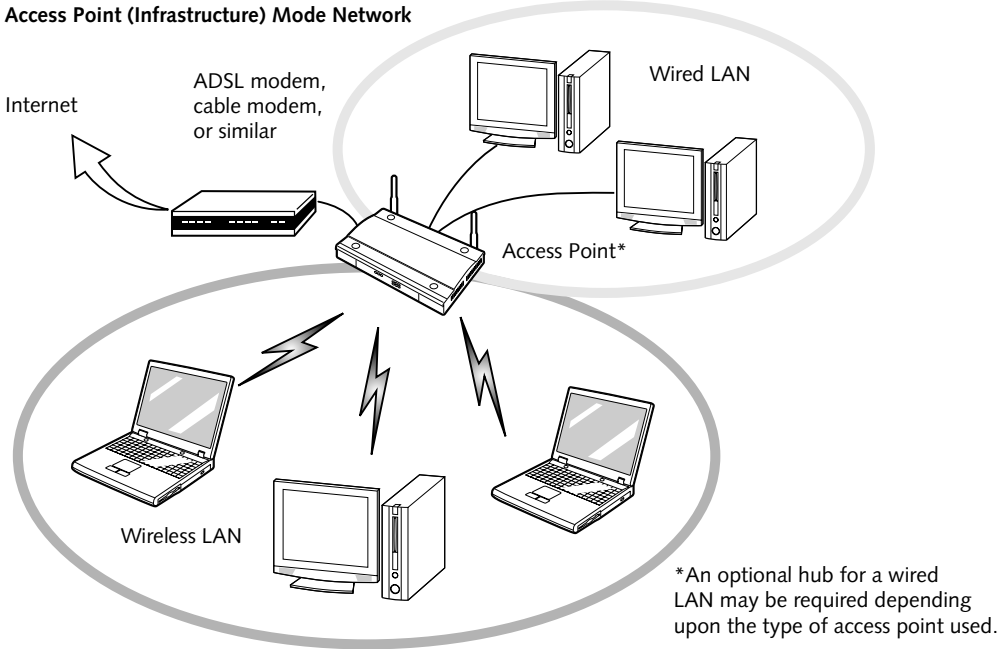 Access Point (Infrastructure) Mode Network
Internet
ADSL modem,
cable modem,
or similar
Wired LAN
Access Point*
Wireless LAN
*An optional hub for a wired
LAN may be required depending
upon the type of access point used.